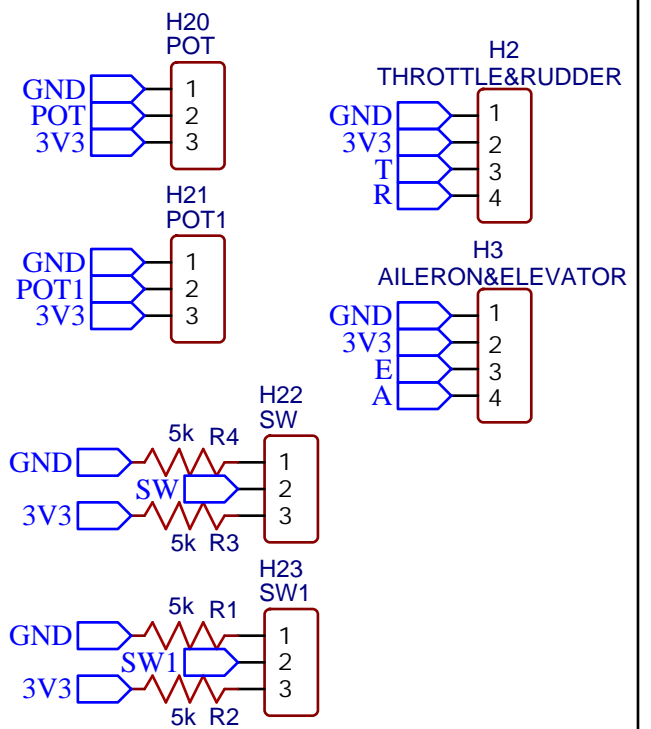 H20
POT
GND 1
POT 2
3V3 3
H21
POT1
GND 1
POT1 2
3V3 3
H22
SW
5k R4
GND 1
SW 2
3V3 3
5k R3
H23
SW1
5k R1
GND 1
SW1 2
3V3 3
5k R2
H2
THROTTLE&RUDDER
GND 1
3V3 2
T 3
R 4
H3
AILERON&ELEVATOR
GND 1
3V3 2
E 3
A 4